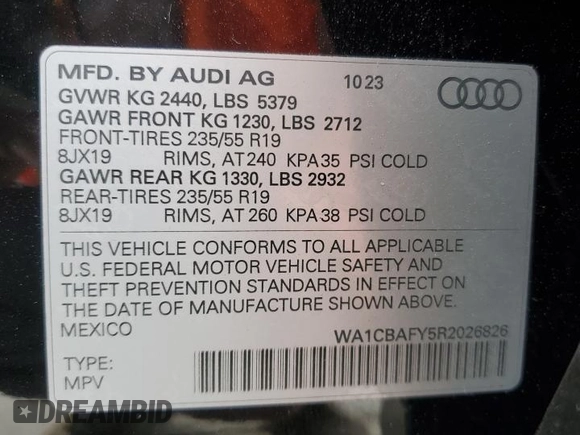 MFD. BY AUDI AG 10 23
GVWR KG 2440, LBS 5379
GAWR FRONT KG 1230, LBS 2712
FRONT-TIRES 235/55 R19
8JX19 RIMS, AT 240 KPA 35 PSI COLD
GAWR REAR KG 1330, LBS 2932
REAR-TIRES 235/55 R19
8JX19 RIMS, AT 260 KPA 38 PSI COLD
THIS VEHICLE CONFORMS TO ALL APPLICABLE
U.S. FEDERAL MOTOR VEHICLE SAFETY AND
THEFT PREVENTION STANDARDS IN EFFECT ON
THE DATE OF MANUFACTURE SHOWN ABOVE.
MEXICO
WA1CBAFY5R2026826
TYPE:
MPV
DREAMBID